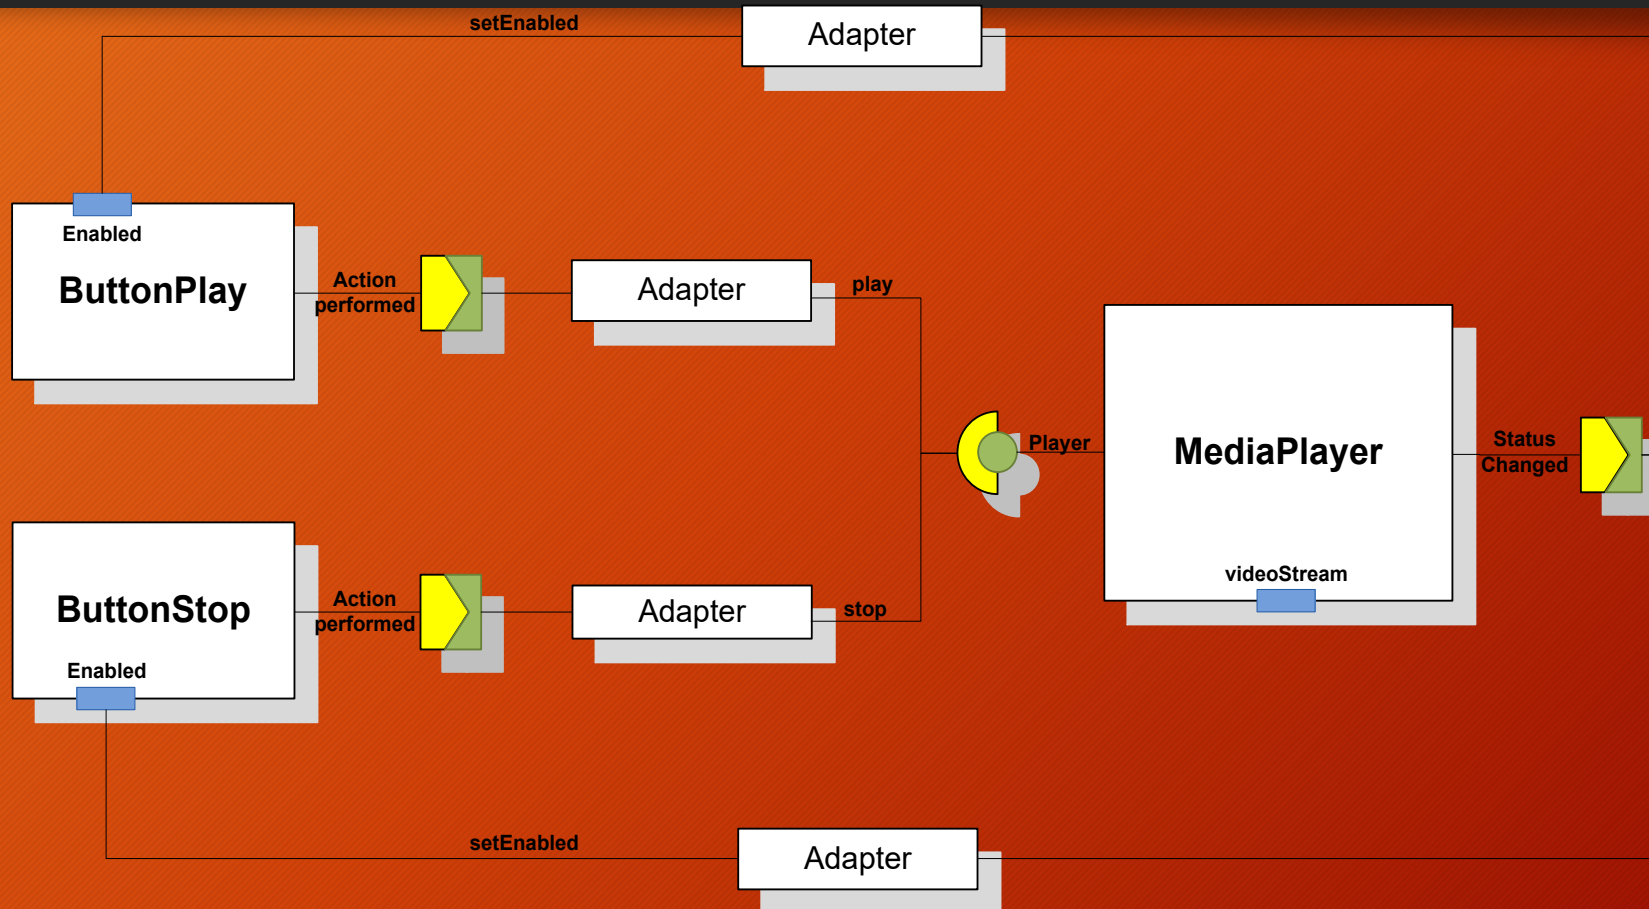 setEnabled
Adapter
Enabled
ButtonPlay
Action
performed
Adapter
play
Player
MediaPlayer
Status
Changed
videoStream
ButtonStop
Enabled
Action
performed
Adapter
stop
setEnabled
Adapter